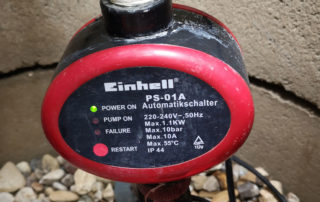 Einhell
PS-01A
POWER ON Automatikschalter
220-240V~,50Hz
PUMP ON Max.1.1KW
Max.10bar
FAILURE Max.10A
Max.55°C
RESTART IP 44
TÜV